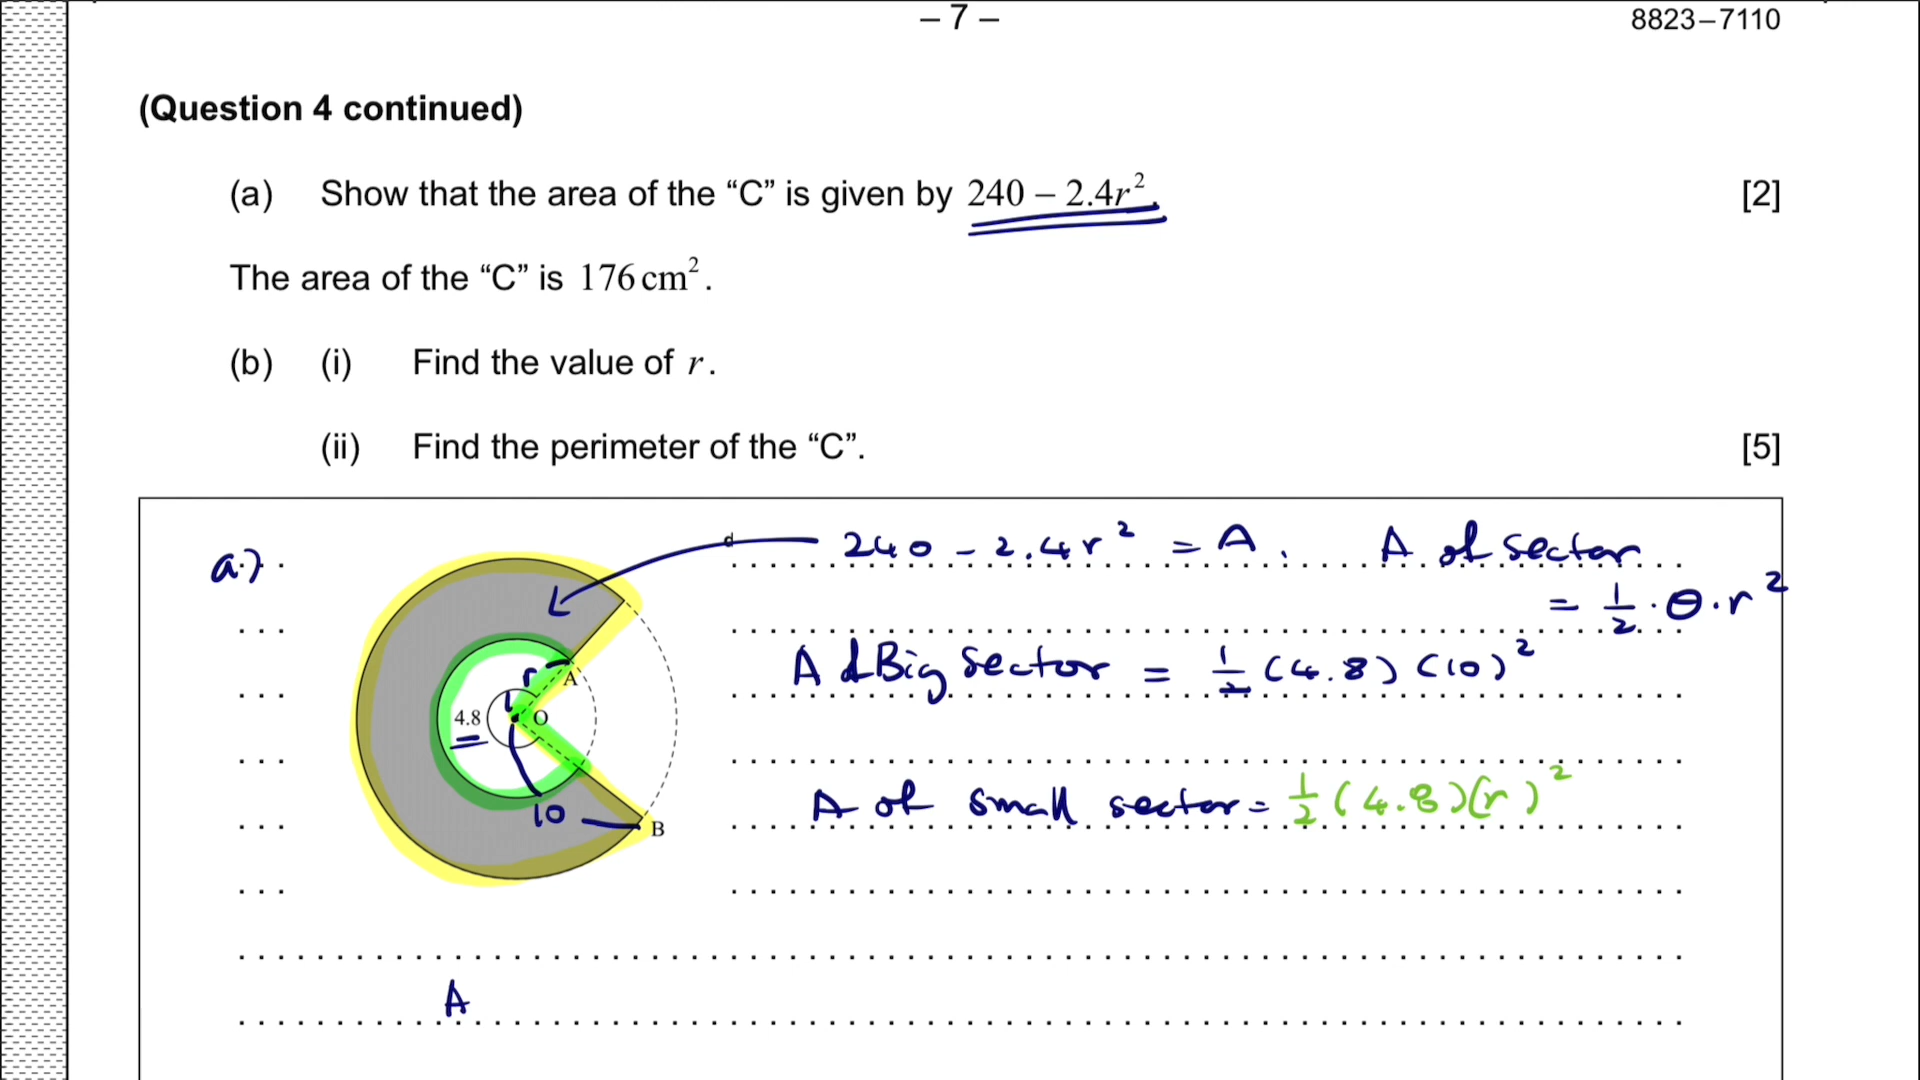 – 7 –
8823–7110
(Question 4 continued)
(a) Show that the area of the “C” is given by 240 – 2.4r². [2]
The area of the “C” is 176 cm².
(b) (i) Find the value of r.
(ii) Find the perimeter of the “C”. [5]
a.)
240 - 2.4r² = A.
A of sector
= 1/2 · θ · r²
A of Big sector = 1/2 (4.8) (10)²
r
A
4.8
O
A of small sector = 1/2 (4.8)(r)²
10
B
A